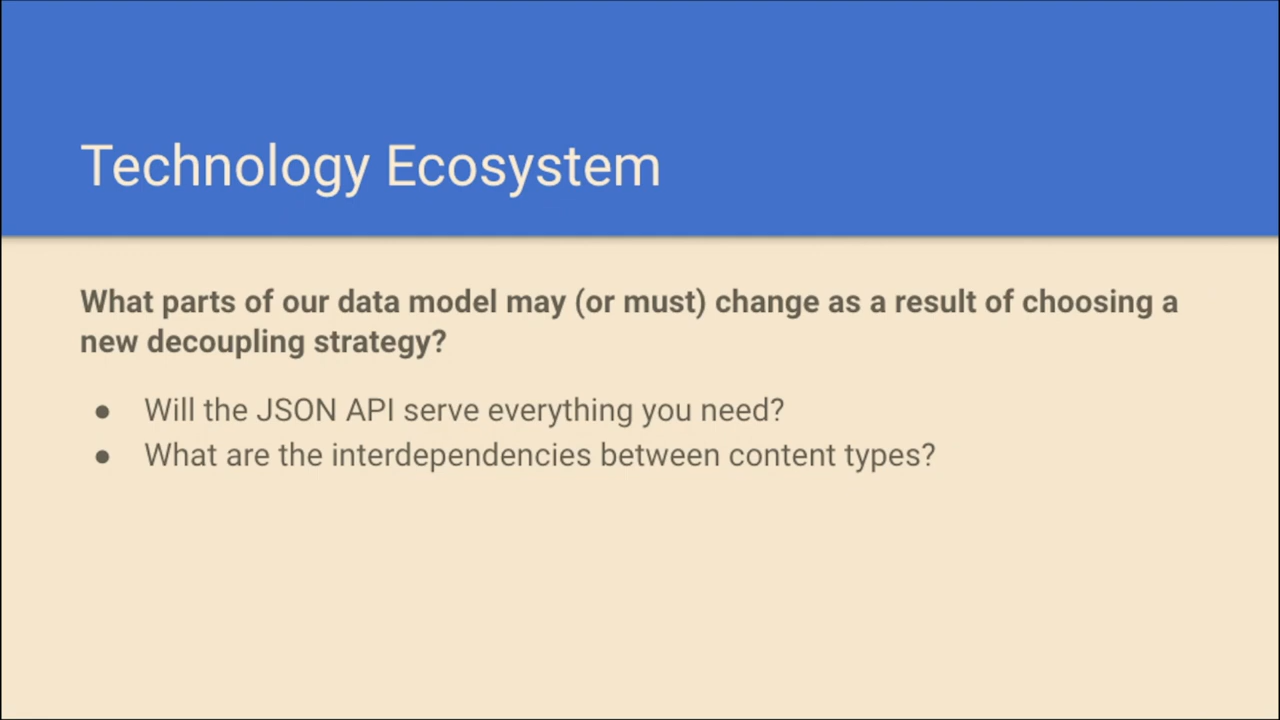 Technology Ecosystem
What parts of our data model may (or must) change as a result of choosing a
new decoupling strategy?
● Will the JSON API serve everything you need?
● What are the interdependencies between content types?